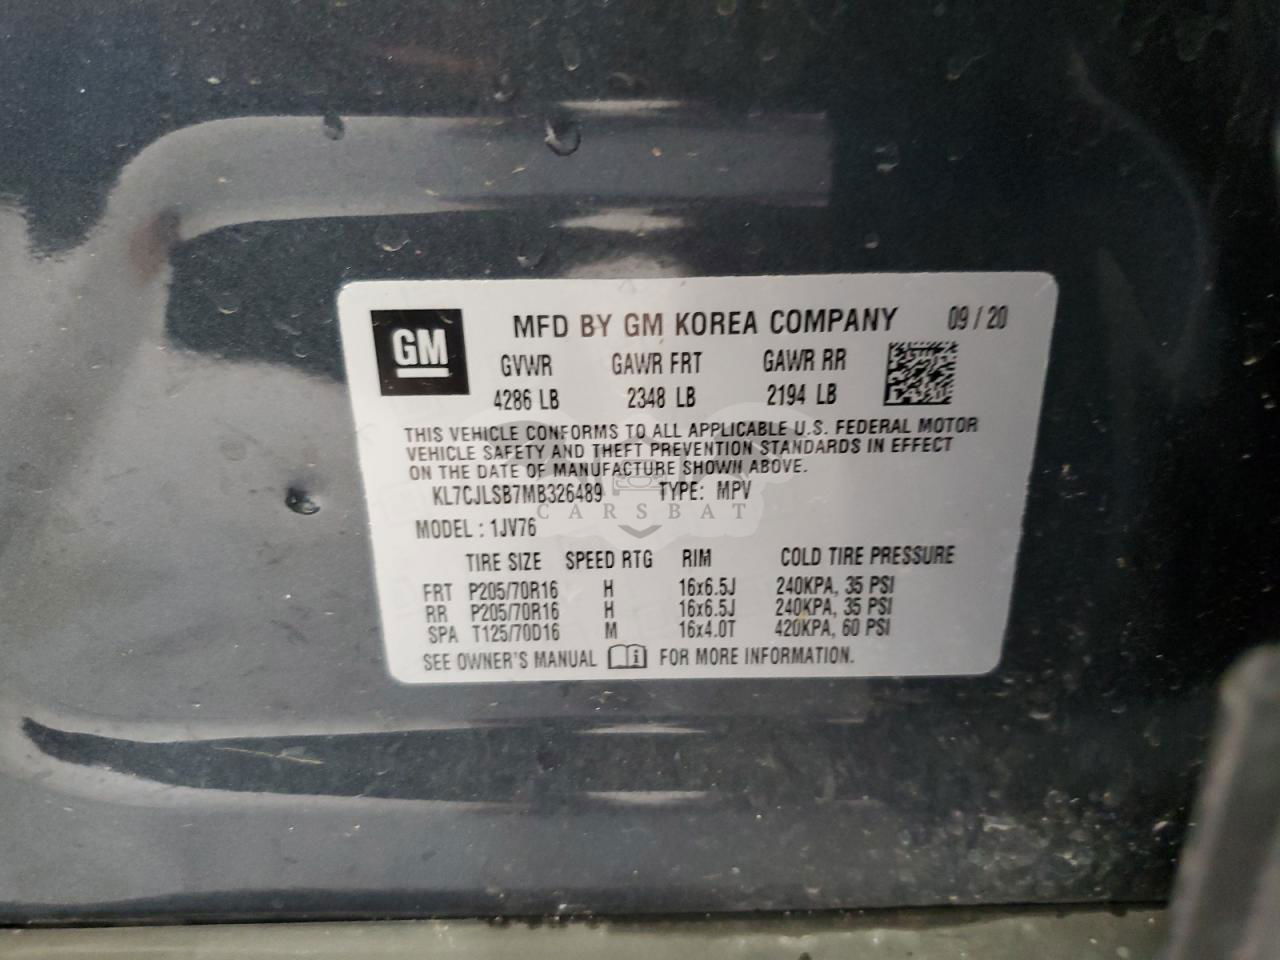 GM
MFD BY GM KOREA COMPANY 09 / 20
GVWR GAWR FRT GAWR RR
4286 LB 2348 LB 2194 LB
THIS VEHICLE CONFORMS TO ALL APPLICABLE U.S. FEDERAL MOTOR
VEHICLE SAFETY AND THEFT PREVENTION STANDARDS IN EFFECT
ON THE DATE OF MANUFACTURE SHOWN ABOVE.
KL7CJLSB7MB326489 TYPE: MPV
CARSBAT
MODEL : 1JV76
TIRE SIZE SPEED RTG RIM COLD TIRE PRESSURE
FRT P205/70R16 H 16x6.5J 240KPA, 35 PSI
RR P205/70R16 H 16x6.5J 240KPA, 35 PSI
SPA T125/70D16 M 16x4.0T 420KPA, 60 PSI
SEE OWNER'S MANUAL FOR MORE INFORMATION.